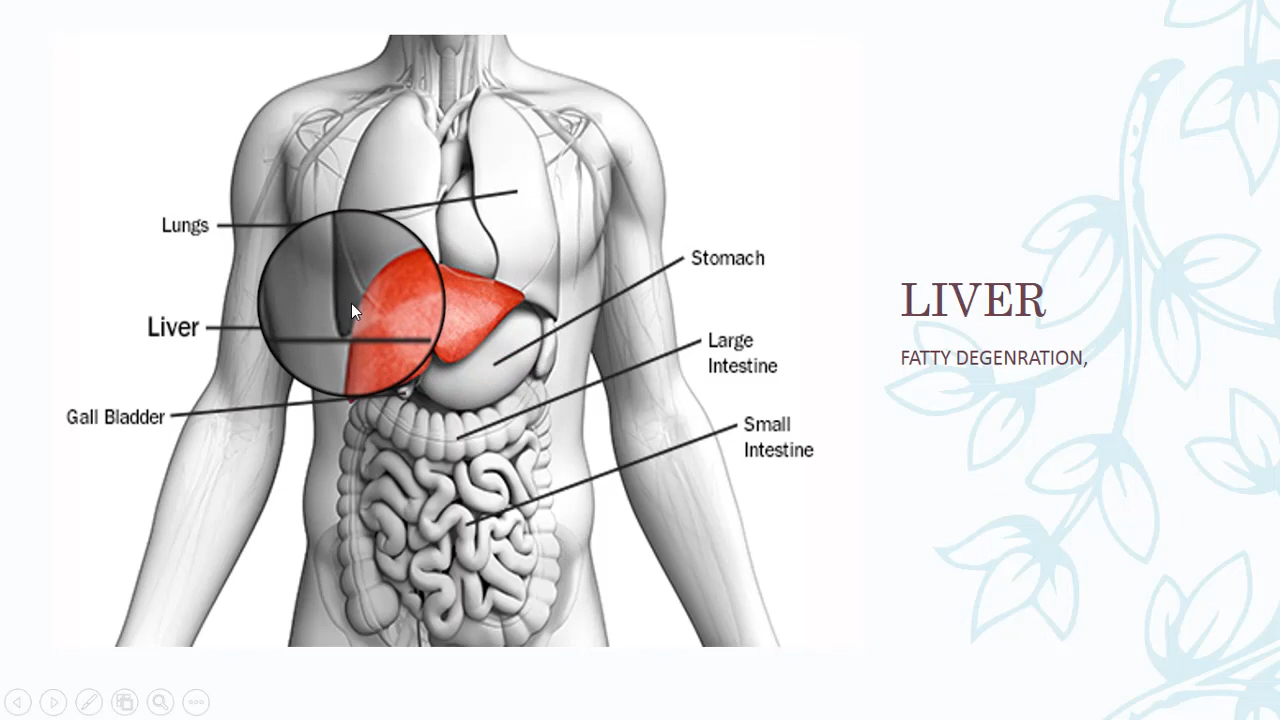 Lungs
Liver
Gall Bladder
Stomach
Large
Intestine
Small
Intestine
LIVER
FATTY DEGENRATION,